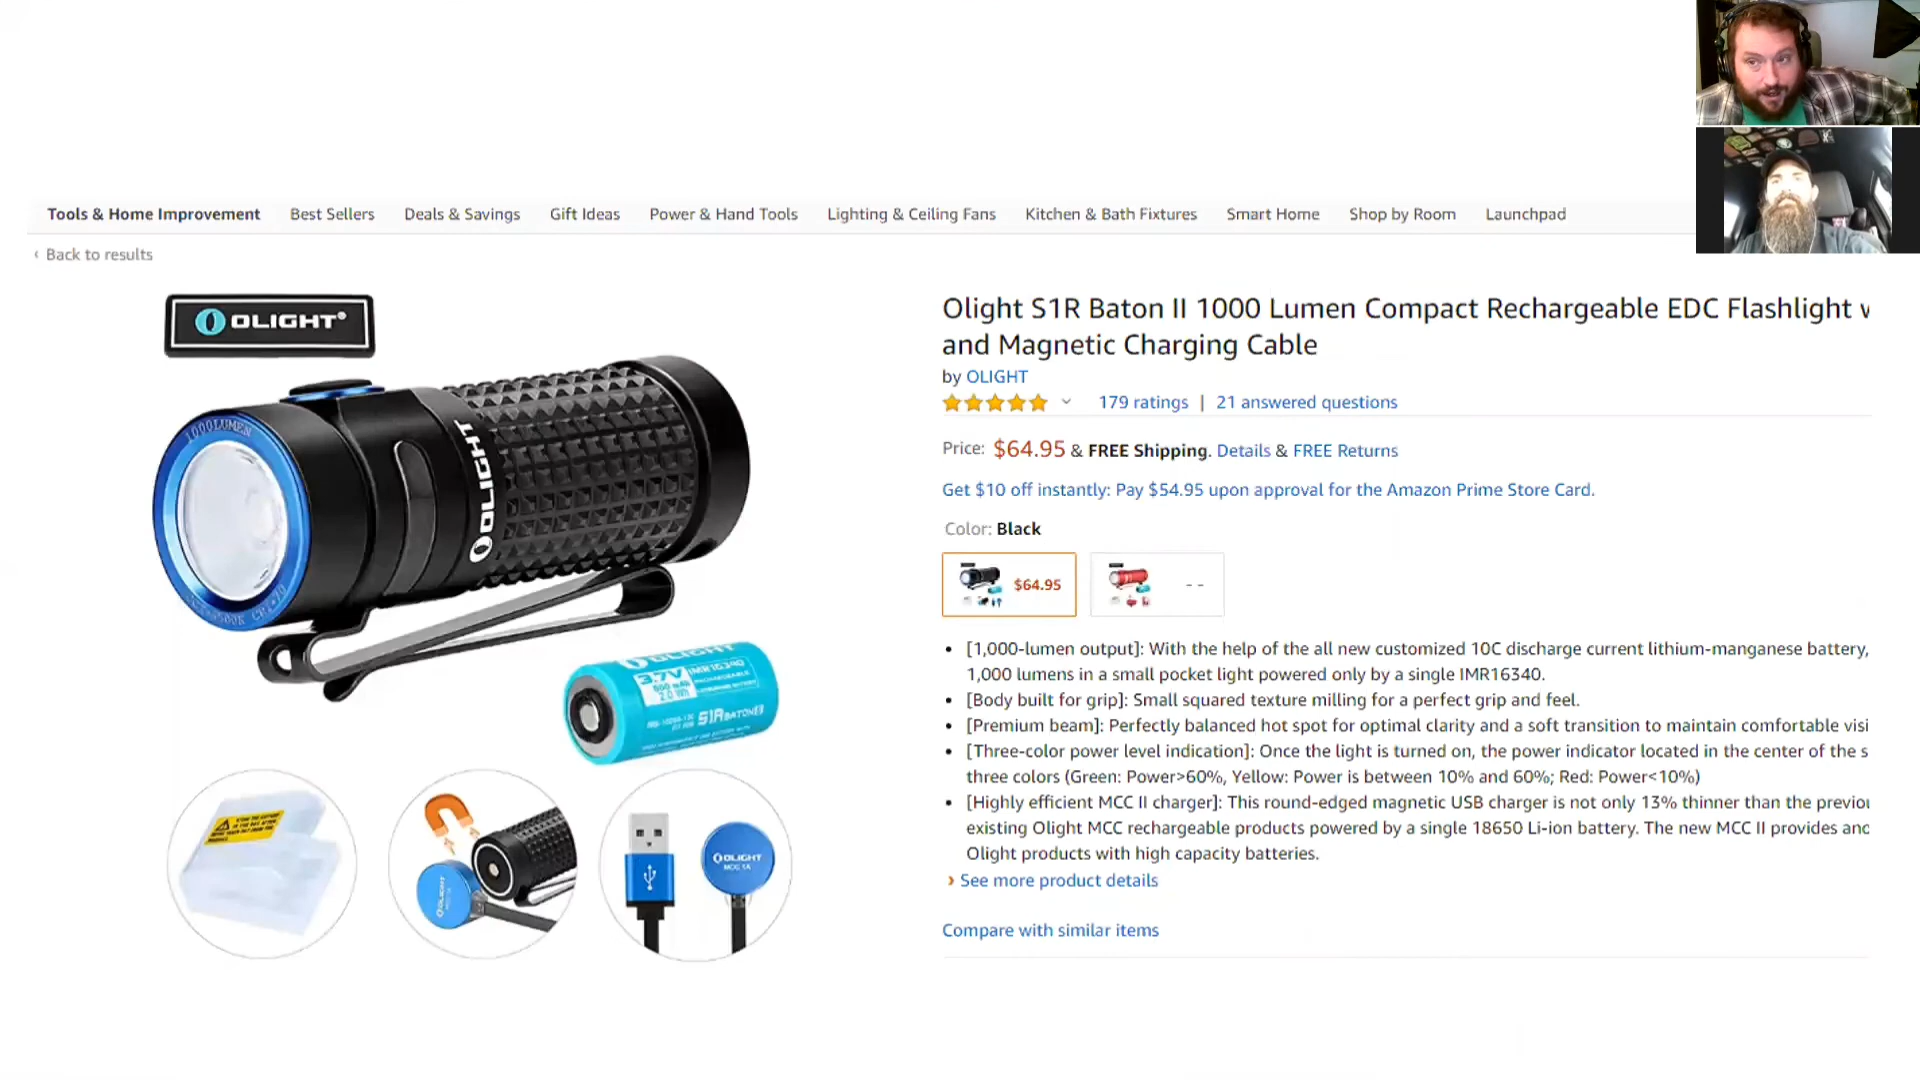 Tools & Home Improvement Best Sellers Deals & Savings Gift Ideas Power & Hand Tools Lighting & Ceiling Fans Kitchen & Bath Fixtures Smart Home Shop by Room Launchpad
‹ Back to results
OLIGHT®
1000LUMEN
OLIGHT
OLIGHT
3.7V IMR16340
S1R BATON II
OLIGHT
OLIGHT
Olight S1R Baton II 1000 Lumen Compact Rechargeable EDC Flashlight
and Magnetic Charging Cable
by OLIGHT
179 ratings | 21 answered questions
Price: $64.95 & FREE Shipping. Details & FREE Returns
Get $10 off instantly: Pay $54.95 upon approval for the Amazon Prime Store Card.
Color: Black
$64.95 - -
• [1,000-lumen output]: With the help of the all new customized 10C discharge current lithium-manganese battery,
1,000 lumens in a small pocket light powered only by a single IMR16340.
• [Body built for grip]: Small squared texture milling for a perfect grip and feel.
• [Premium beam]: Perfectly balanced hot spot for optimal clarity and a soft transition to maintain comfortable visi
• [Three-color power level indication]: Once the light is turned on, the power indicator located in the center of the s
three colors (Green: Power>60%, Yellow: Power is between 10% and 60%; Red: Power<10%)
• [Highly efficient MCC II charger]: This round-edged magnetic USB charger is not only 13% thinner than the previou
existing Olight MCC rechargeable products powered by a single 18650 Li-ion battery. The new MCC II provides and
Olight products with high capacity batteries.
› See more product details
Compare with similar items